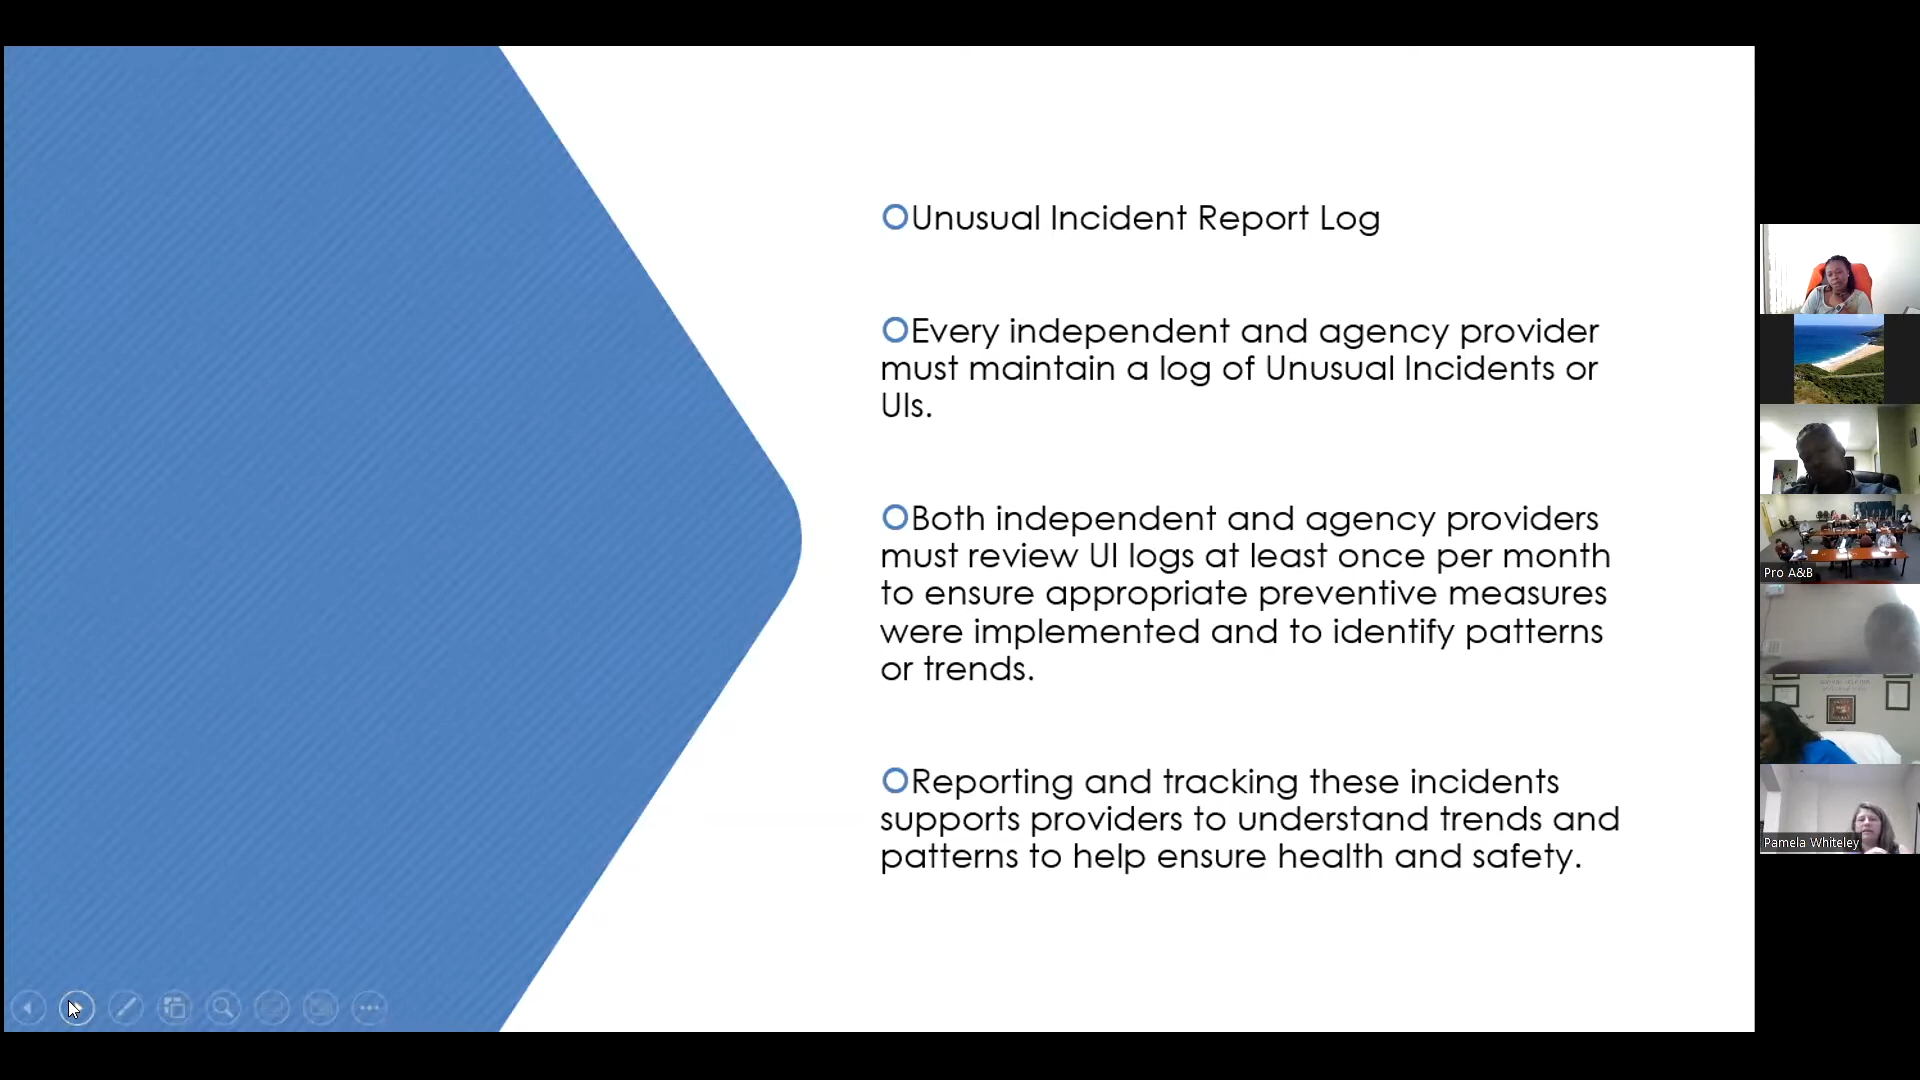 Unusual Incident Report Log
Every independent and agency provider
must maintain a log of Unusual Incidents or
UIs.
Both independent and agency providers
must review UI logs at least once per month
to ensure appropriate preventive measures
were implemented and to identify patterns
or trends.
Reporting and tracking these incidents
supports providers to understand trends and
patterns to help ensure health and safety.
Pro A&B
Pamela Whiteley